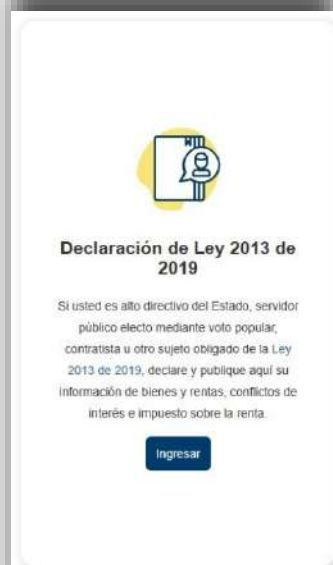 Declaración de Ley 2013 de
2019
Si usted es alto directivo del Estado, servidor
público electo mediante voto popular,
contratista u otro sujeto obligado de la Ley
2013 de 2019, declare y publique aquí su
información de bienes y rentas, conflictos de
interés e impuesto sobre la renta.
Ingresar